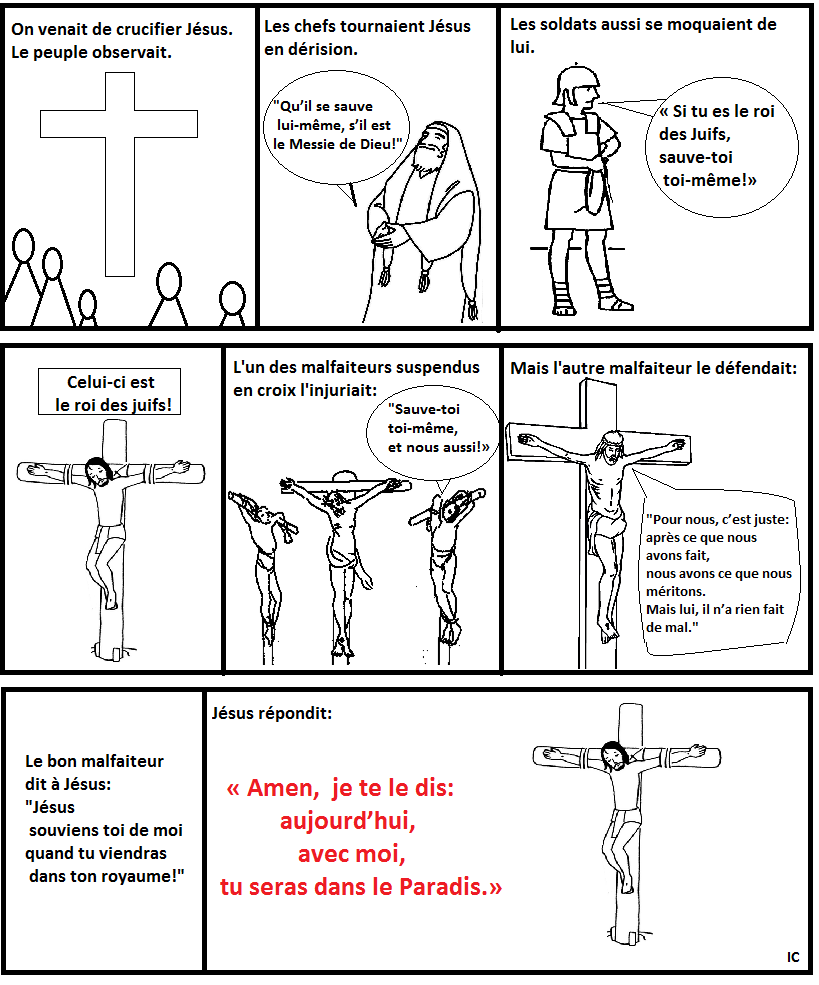 On venait de crucifier Jésus.
Le peuple observait.
Les chefs tournaient Jésus
en dérision.
"Qu'il se sauve
lui-même, s'il est
le Messie de Dieu!"
Les soldats aussi se moquaient de
lui.
« Si tu es le roi
des Juifs,
sauve-toi
toi-même!»
Celui-ci est
le roi des juifs!
L'un des malfaiteurs suspendus
en croix l'injuriait:
"Sauve-toi
toi-même,
et nous aussi!»
Mais l'autre malfaiteur le défendait:
"Pour nous, c'est juste:
après ce que nous
avons fait,
nous avons ce que nous
méritons.
Mais lui, il n'a rien fait
de mal."
Le bon malfaiteur
dit à Jésus:
"Jésus
souviens toi de moi
quand tu viendras
dans ton royaume!"
Jésus répondit:
« Amen, je te le dis:
aujourd'hui,
avec moi,
tu seras dans le Paradis.»
IC